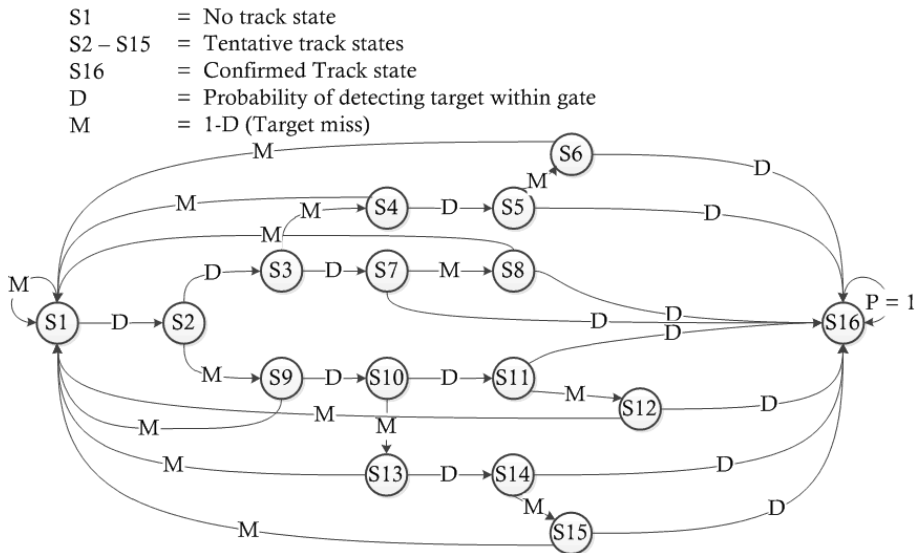 S1 = No track state
S2 – S15 = Tentative track states
S16 = Confirmed Track state
D = Probability of detecting target within gate
M = 1-D (Target miss)
M S6 D
M M
M S4 D S5 D
M
M D S3 D S7 M S8
S1 D S2 D D S16 P = 1
M S9 D S10 D S11 D
M S12 D
M M M
M S13 D S14 D
M
M S15 D